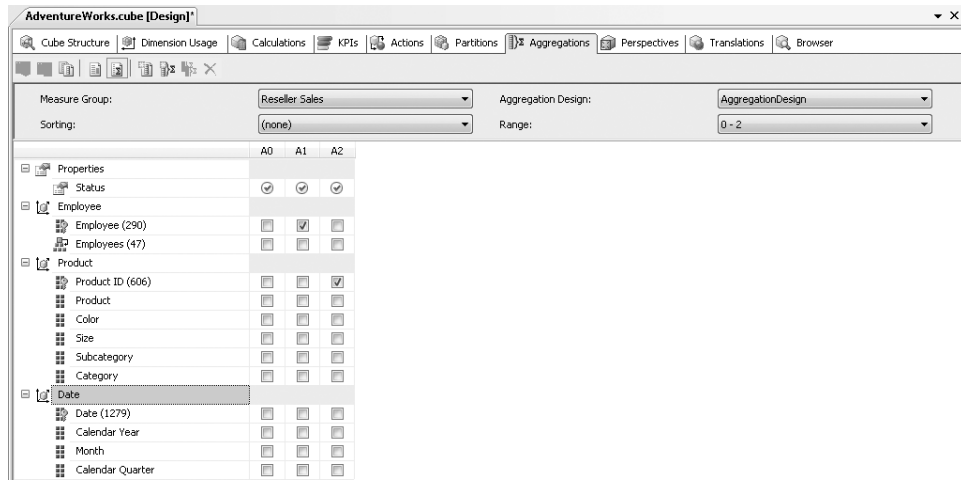 AdventureWorks.cube [Design]*
Cube Structure Dimension Usage Calculations KPIs Actions Partitions Aggregations Perspectives Translations Browser
Measure Group: Reseller Sales Aggregation Design: AggregationDesign
Sorting: (none) Range: 0 - 2
A0 A1 A2
Properties
Status
Employee
Employee (290)
Employees (47)
Product
Product ID (606)
Product
Color
Size
Subcategory
Category
Date
Date (1279)
Calendar Year
Month
Calendar Quarter